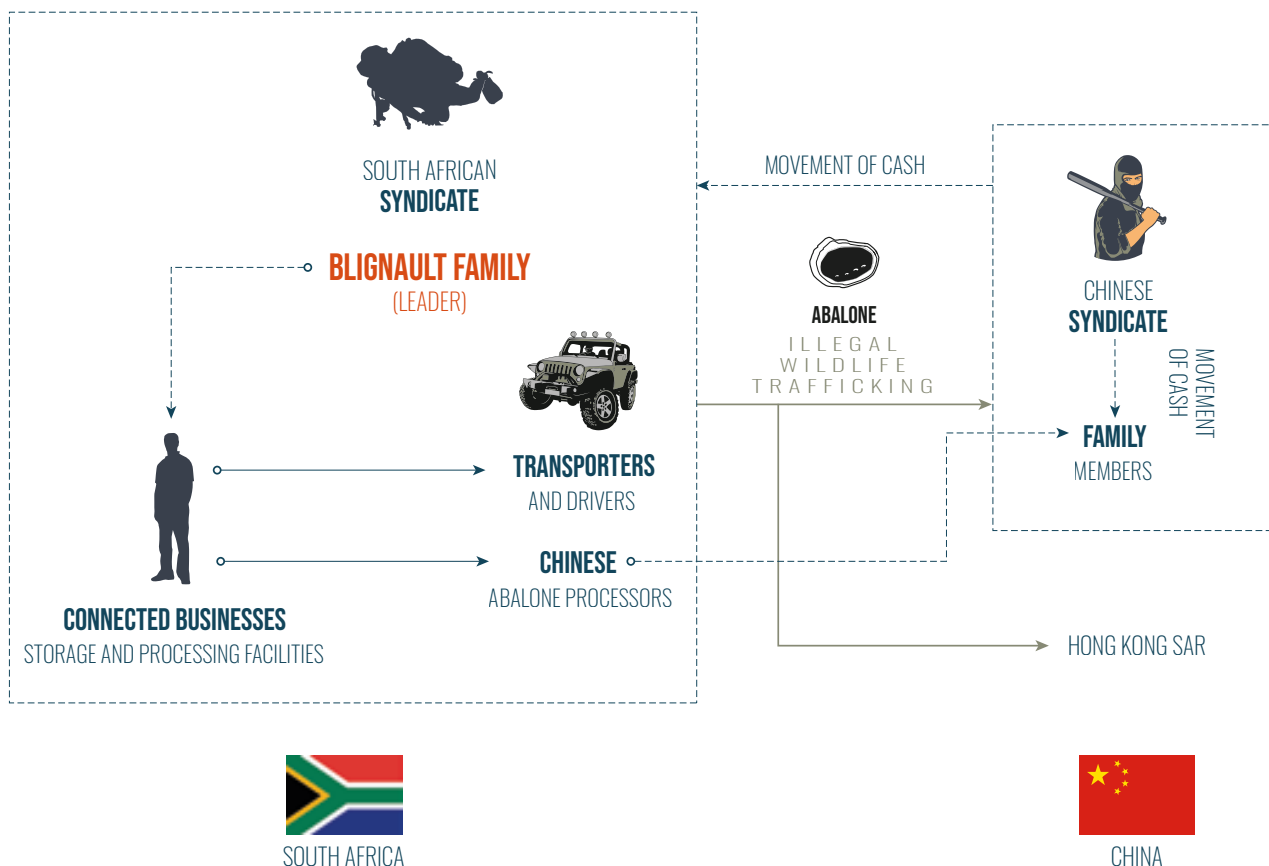 SOUTH AFRICAN
SYNDICATE
BLIGNAULT FAMILY
(LEADER)
TRANSPORTERS
AND DRIVERS
CHINESE
ABALONE PROCESSORS
CONNECTED BUSINESSES
STORAGE AND PROCESSING FACILITIES
MOVEMENT OF CASH
ABALONE
ILLEGAL
WILDLIFE
TRAFFICKING
CHINESE
SYNDICATE
MOVEMENT
OF CASH
FAMILY
MEMBERS
HONG KONG SAR
SOUTH AFRICA
CHINA